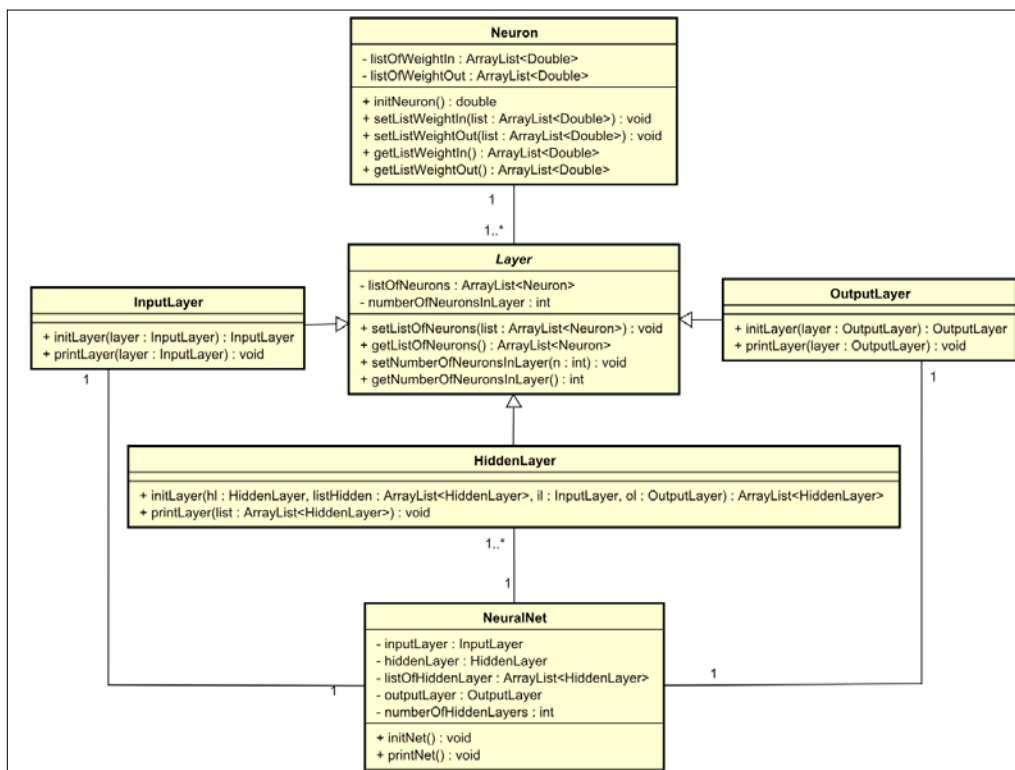 Neuron
- listOfWeightIn : ArrayList<Double>
- listOfWeightOut : ArrayList<Double>
+ initNeuron() : double
+ setListWeightIn(list : ArrayList<Double>) : void
+ setListWeightOut(list : ArrayList<Double>) : void
+ getListWeightIn() : ArrayList<Double>
+ getListWeightOut() : ArrayList<Double>
1
1..*
Layer
- listOfNeurons : ArrayList<Neuron>
- numberOfNeuronsInLayer : int
+ setListOfNeurons(list : ArrayList<Neuron>) : void
+ getListOfNeurons() : ArrayList<Neuron>
+ setNumberOfNeuronsInLayer(n : int) : void
+ getNumberOfNeuronsInLayer() : int
InputLayer
+ initLayer(layer : InputLayer) : InputLayer
+ printLayer(layer : InputLayer) : void
1
OutputLayer
+ initLayer(layer : OutputLayer) : OutputLayer
+ printLayer(layer : OutputLayer) : void
1
HiddenLayer
+ initLayer(hl : HiddenLayer, listHidden : ArrayList<HiddenLayer>, il : InputLayer, ol : OutputLayer) : ArrayList<HiddenLayer>
+ printLayer(list : ArrayList<HiddenLayer>) : void
1..*
1
NeuralNet
- inputLayer : InputLayer
- hiddenLayer : HiddenLayer
- listOfHiddenLayer : ArrayList<HiddenLayer>
- outputLayer : OutputLayer
- numberOfHiddenLayers : int
+ initNet() : void
+ printNet() : void
1
1